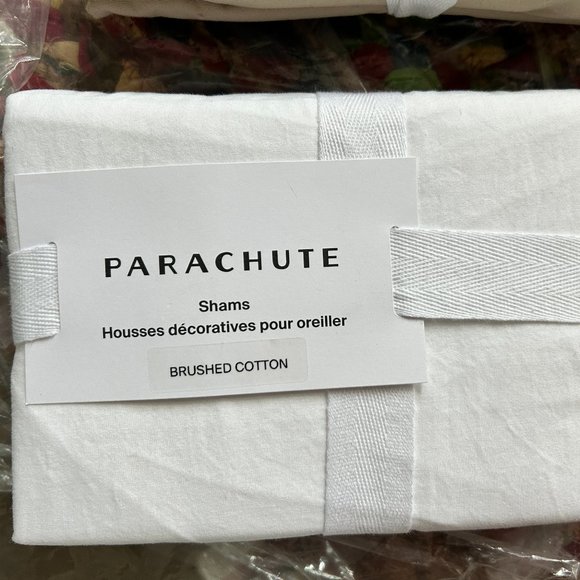 PARACHUTE
Shams
Housses décoratives pour oreiller
BRUSHED COTTON